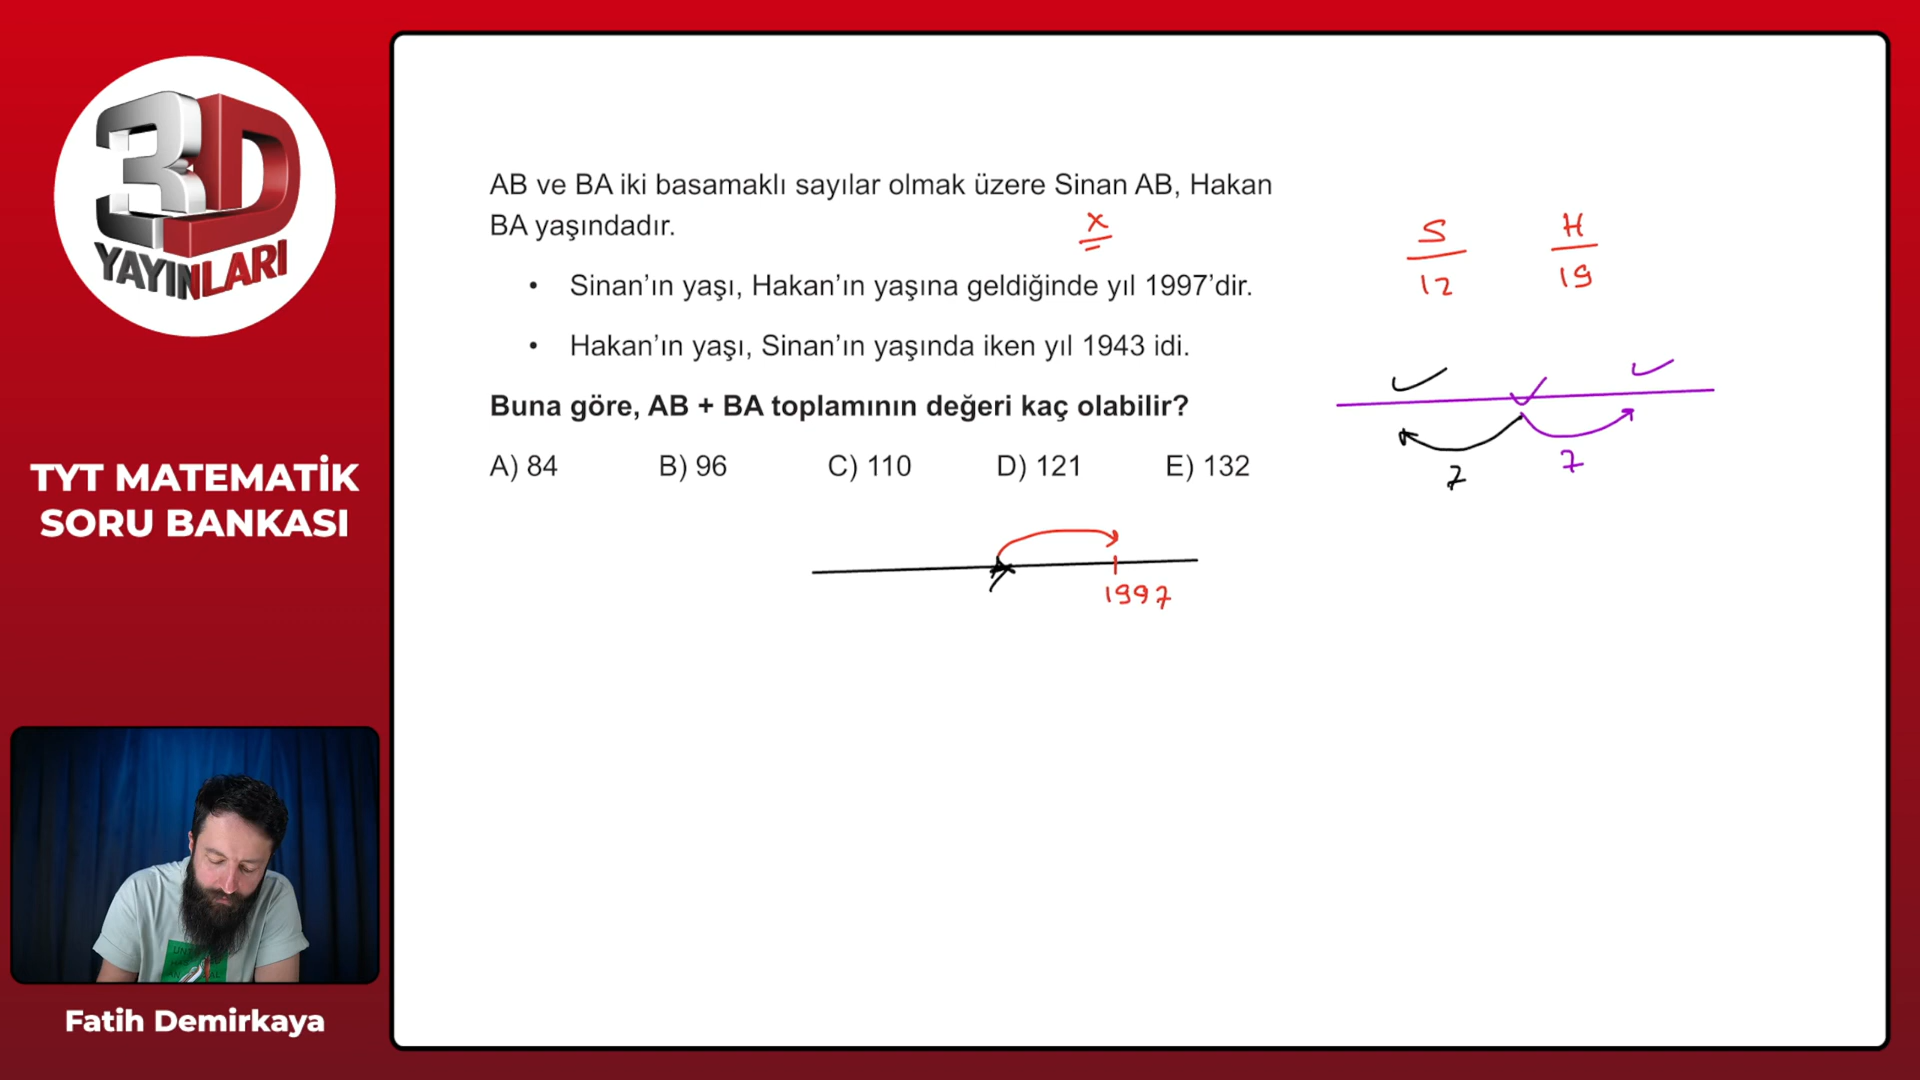 3D
YAYINLARI
TYT MATEMATİK
SORU BANKASI
Fatih Demirkaya
AB ve BA iki basamaklı sayılar olmak üzere Sinan AB, Hakan
BA yaşındadır.
x
• Sinan’ın yaşı, Hakan’ın yaşına geldiğinde yıl 1997’dir.
• Hakan’ın yaşı, Sinan’ın yaşında iken yıl 1943 idi.
Buna göre, AB + BA toplamının değeri kaç olabilir?
A) 84 B) 96 C) 110 D) 121 E) 132
S H
12 19
7 7
1997